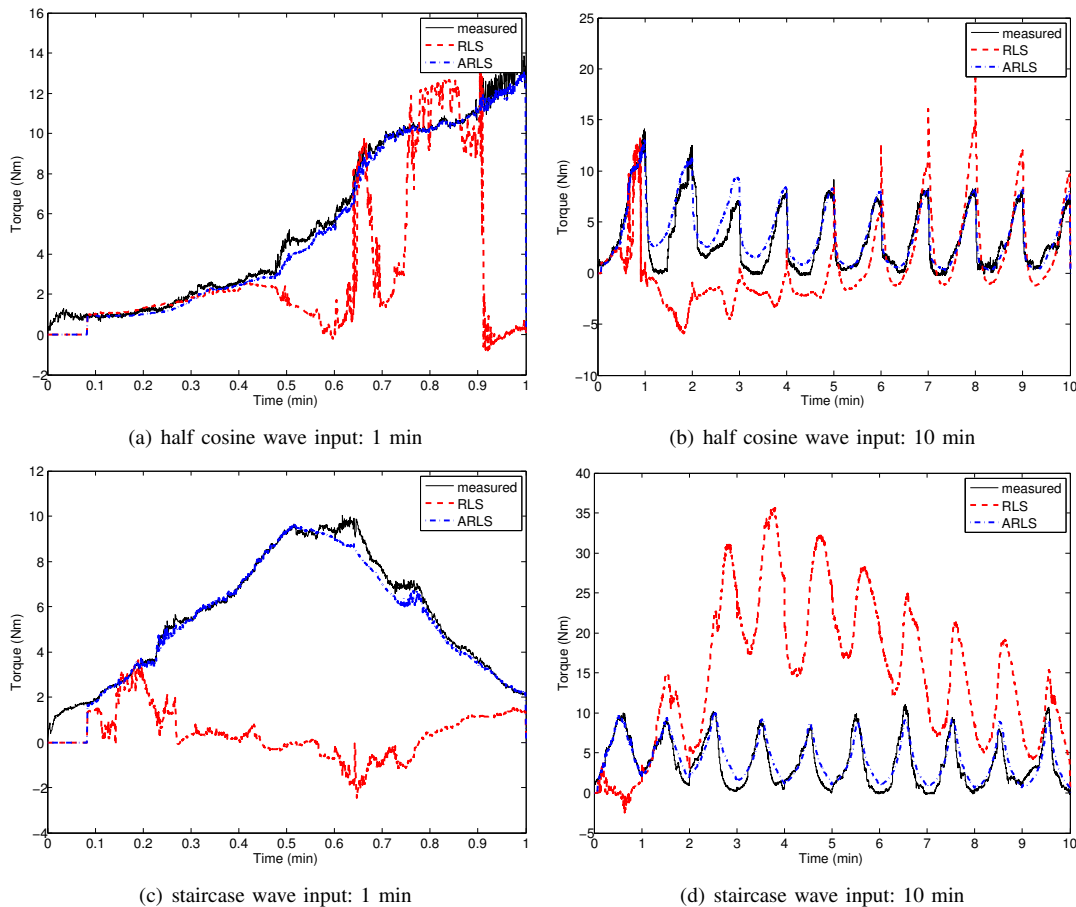 16
14
12
10
8
6
4
2
0
−2
Torque (Nm)
measured
RLS
ARLS
0 0.1 0.2 0.3 0.4 0.5 0.6 0.7 0.8 0.9 1
Time (min)
(a) half cosine wave input: 1 min
25
20
15
10
5
0
−5
−10
Torque (Nm)
measured
RLS
ARLS
0 1 2 3 4 5 6 7 8 9 10
Time (min)
(b) half cosine wave input: 10 min
12
10
8
6
4
2
0
−2
−4
Torque (Nm)
measured
RLS
ARLS
0 0.1 0.2 0.3 0.4 0.5 0.6 0.7 0.8 0.9 1
Time (min)
(c) staircase wave input: 1 min
40
35
30
25
20
15
10
5
0
−5
Torque (Nm)
measured
RLS
ARLS
0 1 2 3 4 5 6 7 8 9 10
Time (min)
(d) staircase wave input: 10 min